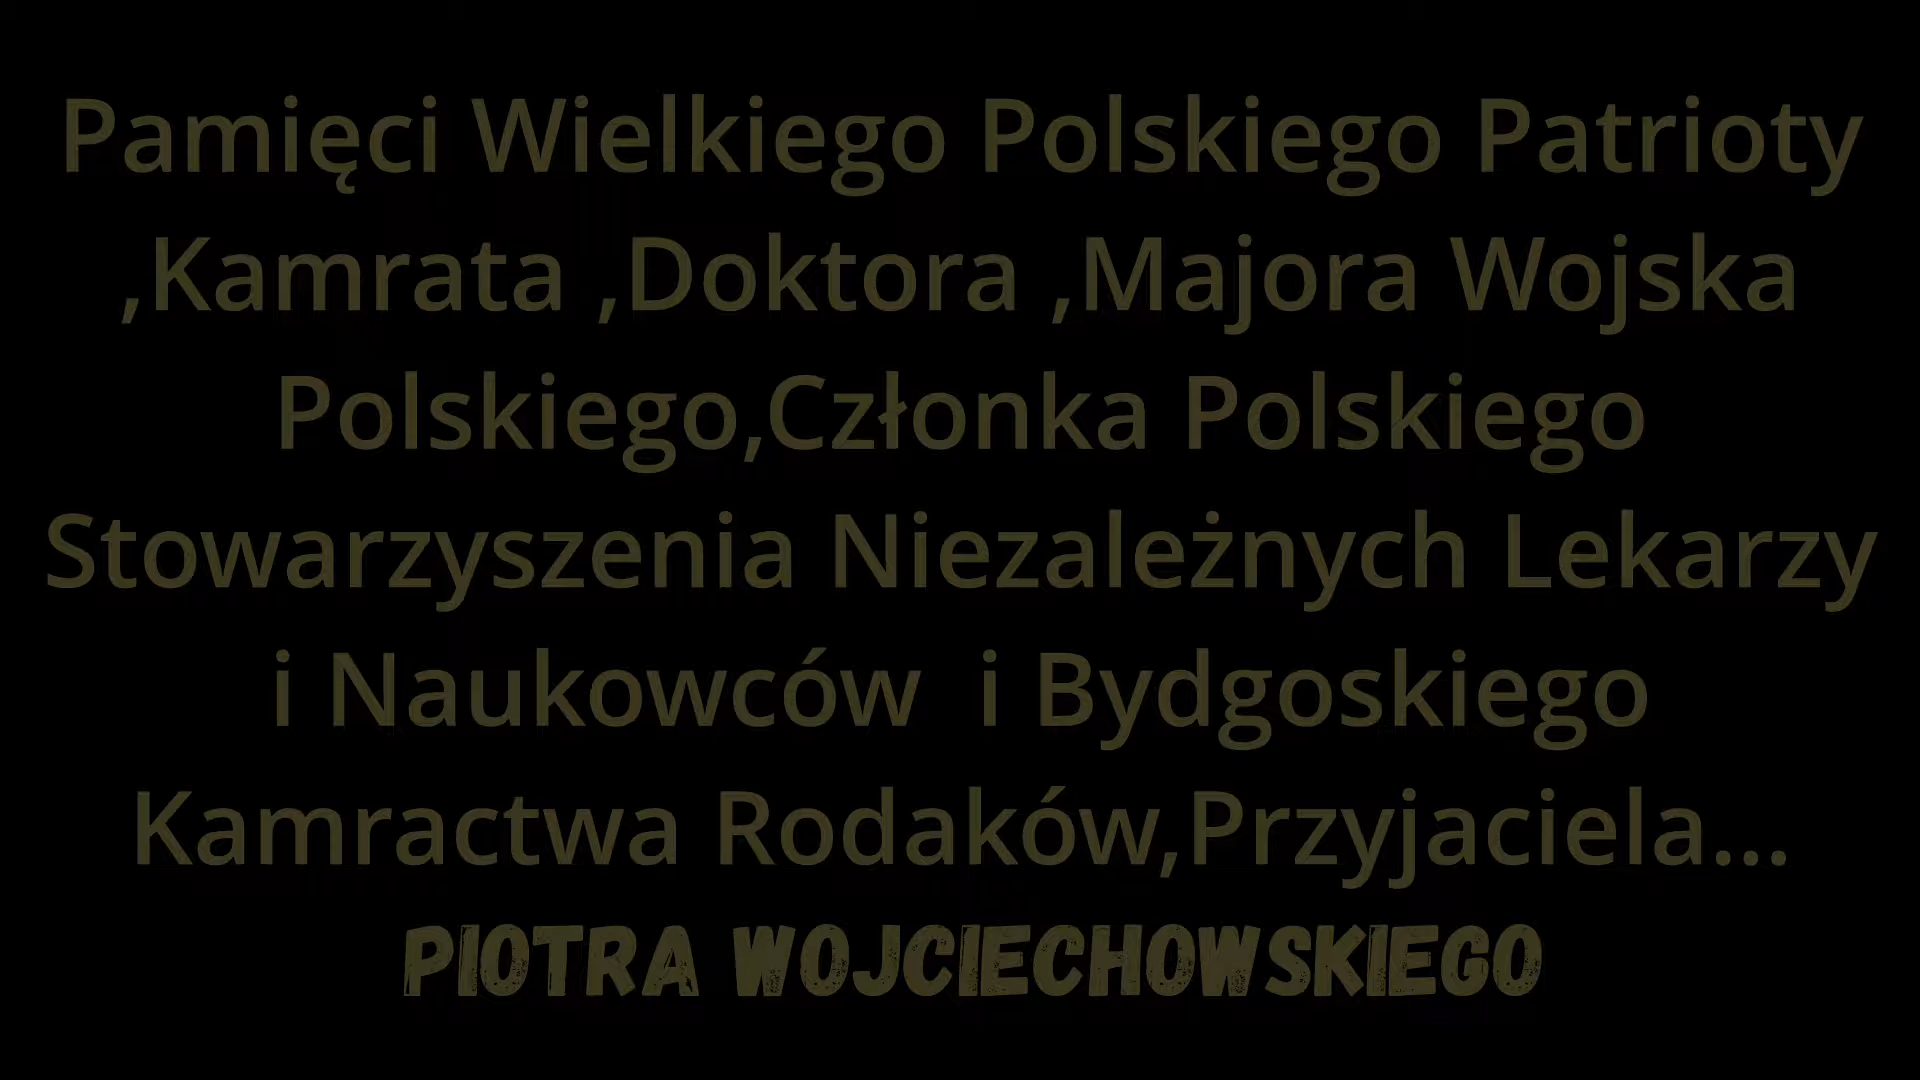 Pamięci Wielkiego Polskiego Patrioty
,Kamrata ,Doktora ,Majora Wojska
Polskiego,Członka Polskiego
Stowarzyszenia Niezależnych Lekarzy
i Naukowców  i Bydgoskiego
Kamractwa Rodaków,Przyjaciela...
PIOTRA WOJCIECHOWSKIEGO